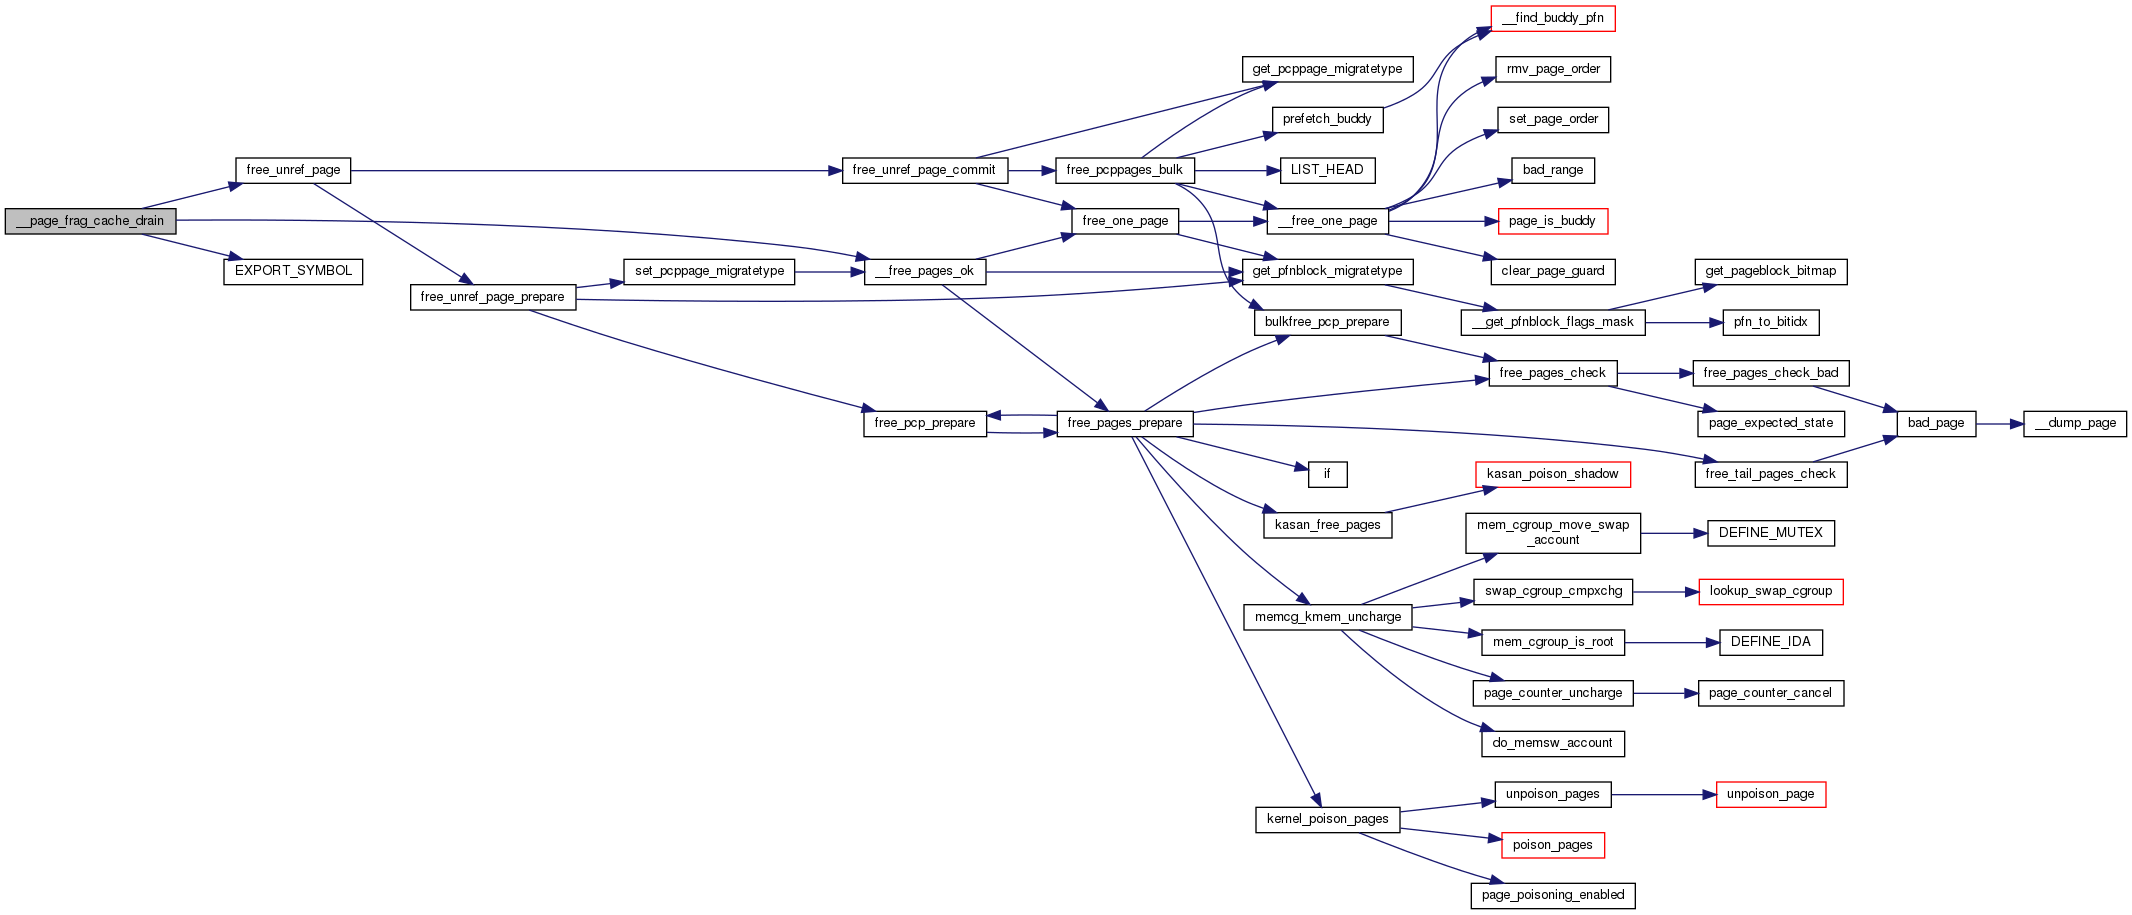 __page_frag_cache_drain
free_unref_page
EXPORT_SYMBOL
free_unref_page_prepare
set_pcppage_migratetype
free_unref_page_commit
__free_pages_ok
free_pcp_prepare
free_pcppages_bulk
free_one_page
free_pages_prepare
get_pcppage_migratetype
prefetch_buddy
LIST_HEAD
__free_one_page
get_pfnblock_migratetype
bulkfree_pcp_prepare
if
kasan_free_pages
memcg_kmem_uncharge
kernel_poison_pages
__find_buddy_pfn
rmv_page_order
set_page_order
bad_range
page_is_buddy
clear_page_guard
__get_pfnblock_flags_mask
free_pages_check
kasan_poison_shadow
mem_cgroup_move_swap
_account
swap_cgroup_cmpxchg
mem_cgroup_is_root
page_counter_uncharge
do_memsw_account
unpoison_pages
poison_pages
page_poisoning_enabled
get_pageblock_bitmap
pfn_to_bitidx
free_pages_check_bad
page_expected_state
free_tail_pages_check
DEFINE_MUTEX
lookup_swap_cgroup
DEFINE_IDA
page_counter_cancel
unpoison_page
bad_page
__dump_page